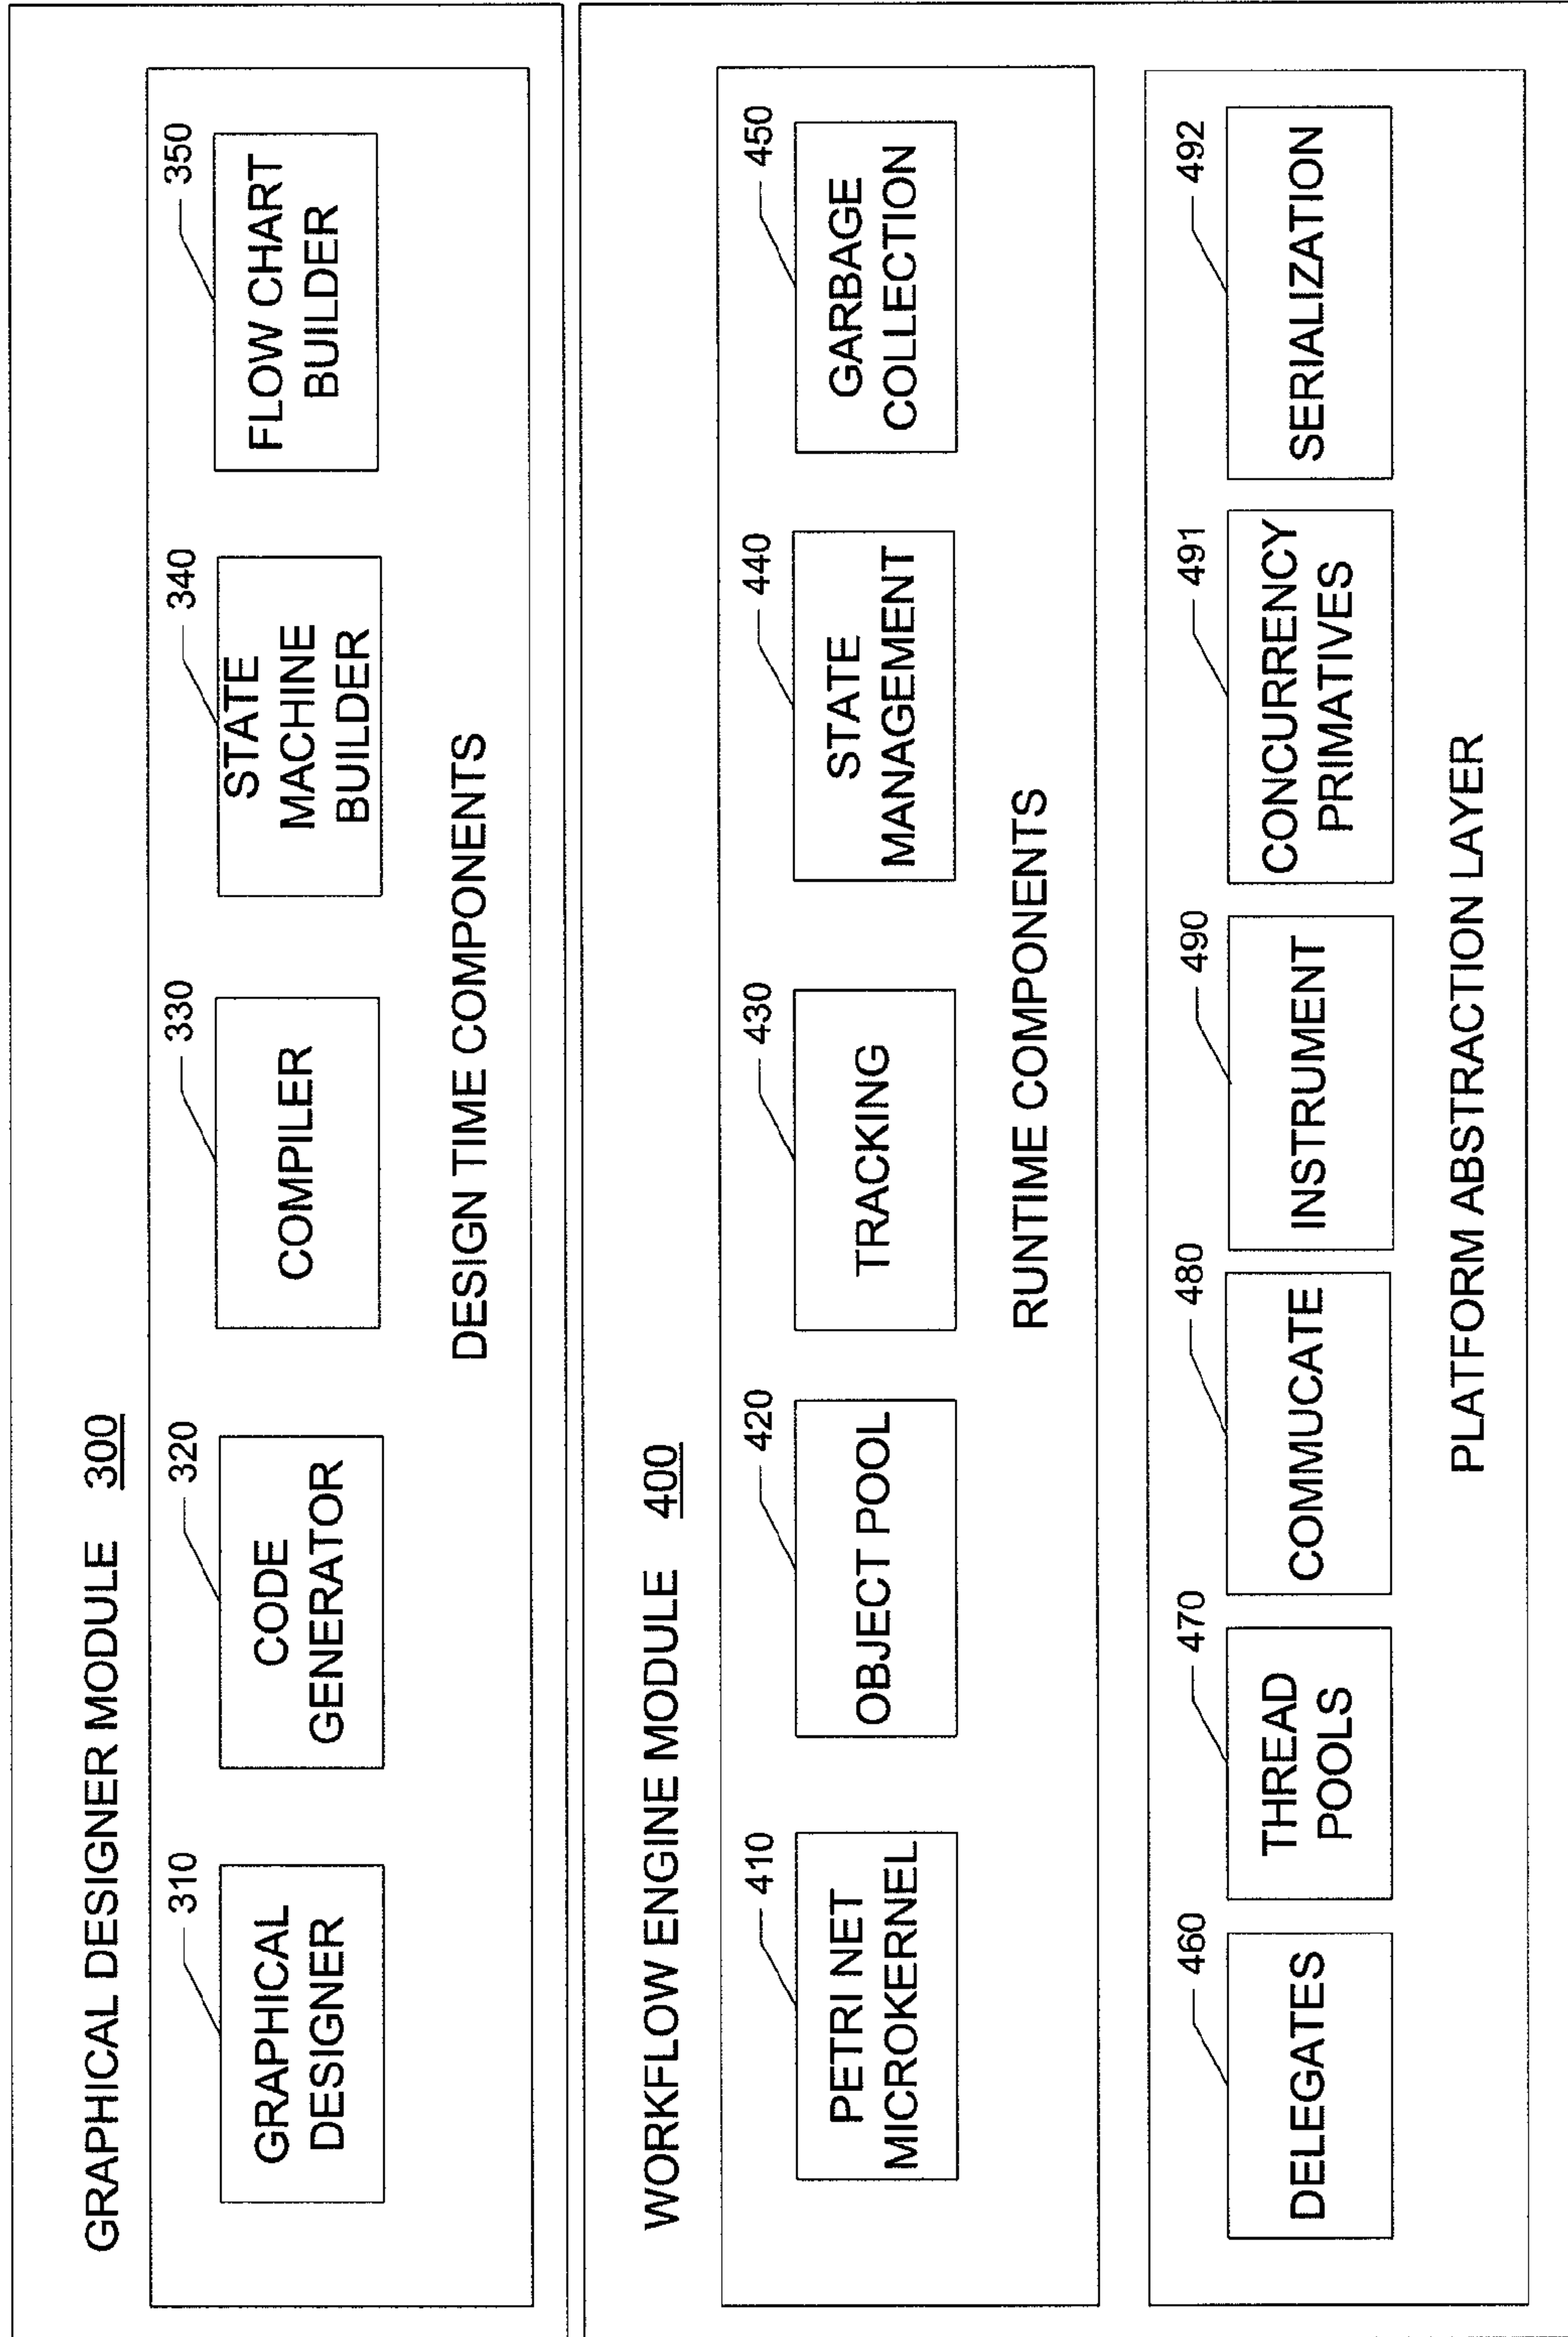 GRAPHICAL DESIGNER MODULE 300
310
GRAPHICAL
DESIGNER
320
CODE
GENERATOR
330
COMPILER
340
STATE
MACHINE
BUILDER
350
FLOW CHART
BUILDER
DESIGN TIME COMPONENTS
WORKFLOW ENGINE MODULE 400
410
PETRI NET
MICROKERNEL
420
OBJECT POOL
430
TRACKING
440
STATE
MANAGEMENT
450
GARBAGE
COLLECTION
RUNTIME COMPONENTS
460
DELEGATES
470
THREAD
POOLS
480
COMMUCATE
490
INSTRUMENT
491
CONCURRENCY
PRIMATIVES
492
SERIALIZATION
PLATFORM ABSTRACTION LAYER